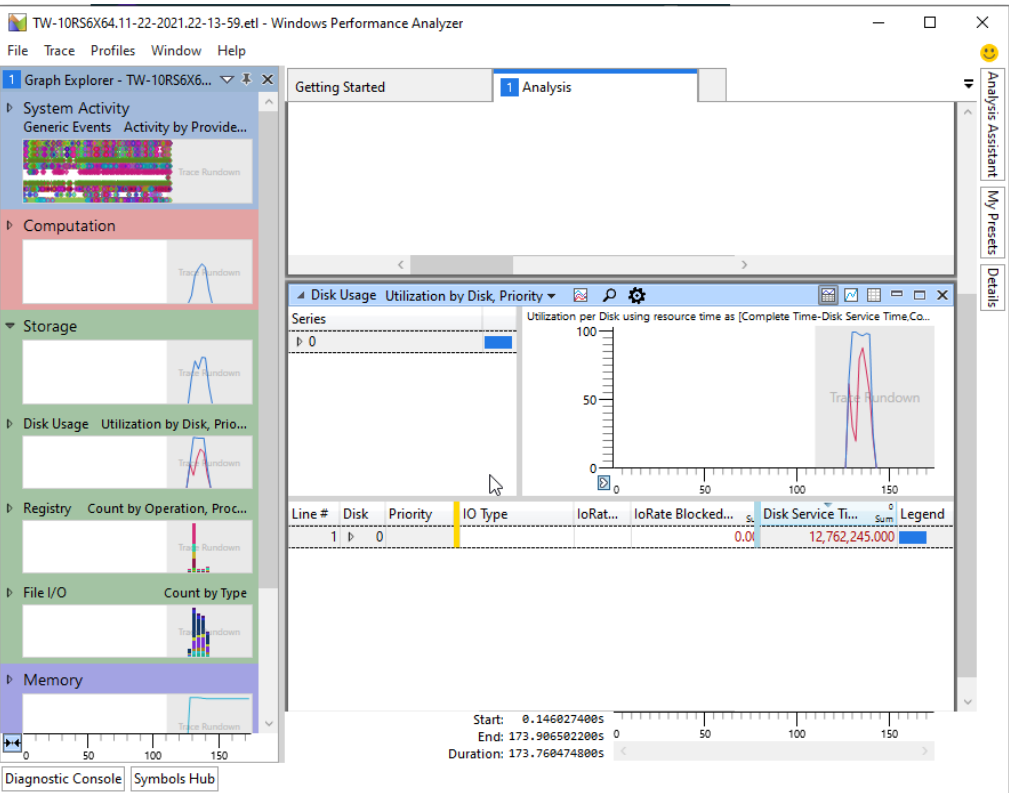 TW-10RS6X64.11-22-2021.22-13-59.etl - Windows Performance Analyzer
File Trace Profiles Window Help
1 Graph Explorer - TW-10RS6X6...
Getting Started
1 Analysis
System Activity
Generic Events Activity by Provide...
Trace Rundown
Computation
Trace Rundown
Storage
Trace Rundown
Disk Usage Utilization by Disk, Prio...
Trace Rundown
Registry Count by Operation, Proc...
Trace Rundown
File I/O Count by Type
Trace Rundown
Memory
Trace Rundown
0 50 100 150
Disk Usage Utilization by Disk, Priority
Series
0
Utilization per Disk using resource time as [Complete Time-Disk Service Time,Co...
100
50
0
Trace Rundown
0 50 100 150
Line # Disk Priority IO Type IoRat... IoRate Blocked... Su Disk Service Ti... 0 Sum Legend
1 0 0.00 12,762,245.000
Start: 0.146027400s
End: 173.906502200s
Duration: 173.760474800s
0 50 100 150
Analysis Assistant
My Presets
Details
Diagnostic Console Symbols Hub